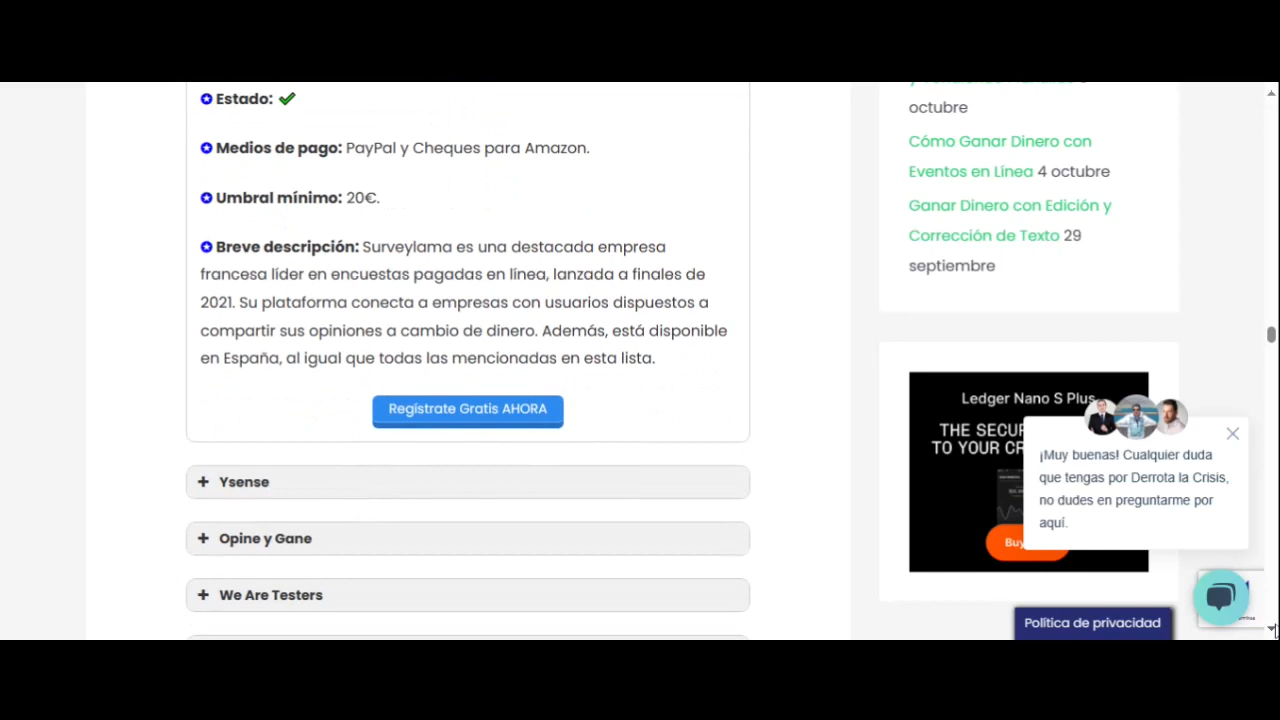 Estado:
Medios de pago: PayPal y Cheques para Amazon.
Umbral mínimo: 20€.
Breve descripción: Surveylama es una destacada empresa
francesa líder en encuestas pagadas en línea, lanzada a finales de
2021. Su plataforma conecta a empresas con usuarios dispuestos a
compartir sus opiniones a cambio de dinero. Además, está disponible
en España, al igual que todas las mencionadas en esta lista.
Regístrate Gratis AHORA
+ Ysense
+ Opine y Gane
+ We Are Testers
octubre
Cómo Ganar Dinero con
Eventos en Línea 4 octubre
Ganar Dinero con Edición y
Corrección de Texto 29
septiembre
Ledger Nano S Plus
THE SECU
TO YOUR C
Buy
¡Muy buenas! Cualquier duda
que tengas por Derrota la Crisis,
no dudes en preguntarme por
aquí.
Política de privacidad